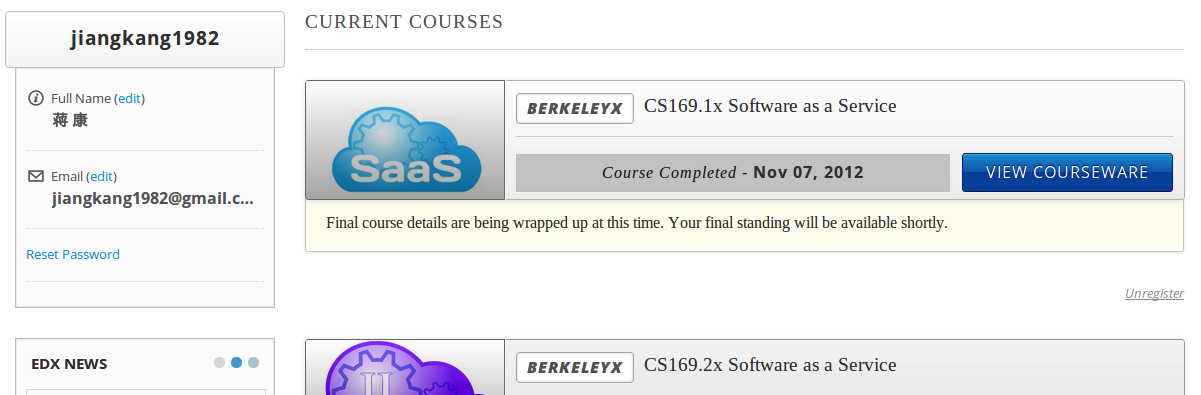 jiangkang1982
Full Name (edit)
蒋 康
Email (edit)
jiangkang1982@gmail.c...
Reset Password
EDX NEWS
CURRENT COURSES
SaaS
BERKELEYX CS169.1x Software as a Service
Course Completed - Nov 07, 2012
VIEW COURSEWARE
Final course details are being wrapped up at this time. Your final standing will be available shortly.
Unregister
II
BERKELEYX CS169.2x Software as a Service